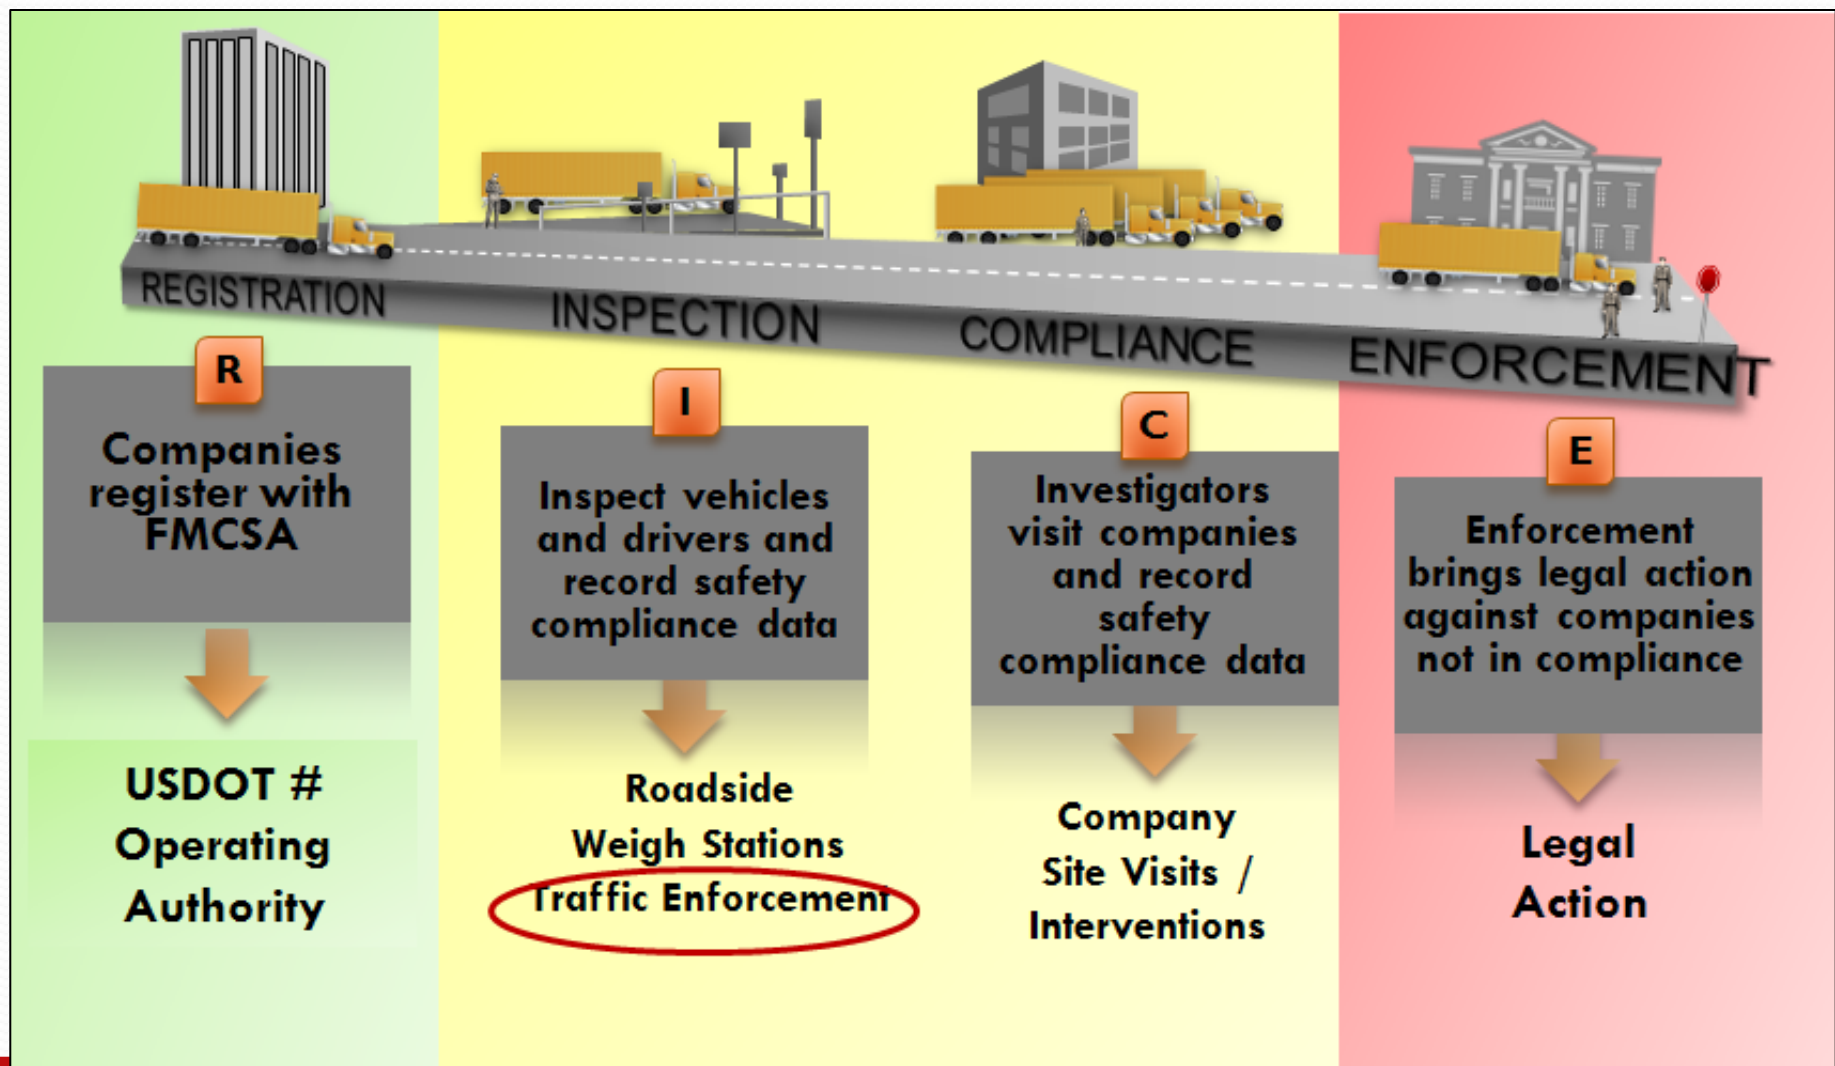 REGISTRATION
INSPECTION
COMPLIANCE
ENFORCEMENT
R
Companies
register with
FMCSA
USDOT #
Operating
Authority
I
Inspect vehicles
and drivers and
record safety
compliance data
Roadside
Weigh Stations
Traffic Enforcement
C
Investigators
visit companies
and record
safety
compliance data
Company
Site Visits /
Interventions
E
Enforcement
brings legal action
against companies
not in compliance
Legal
Action